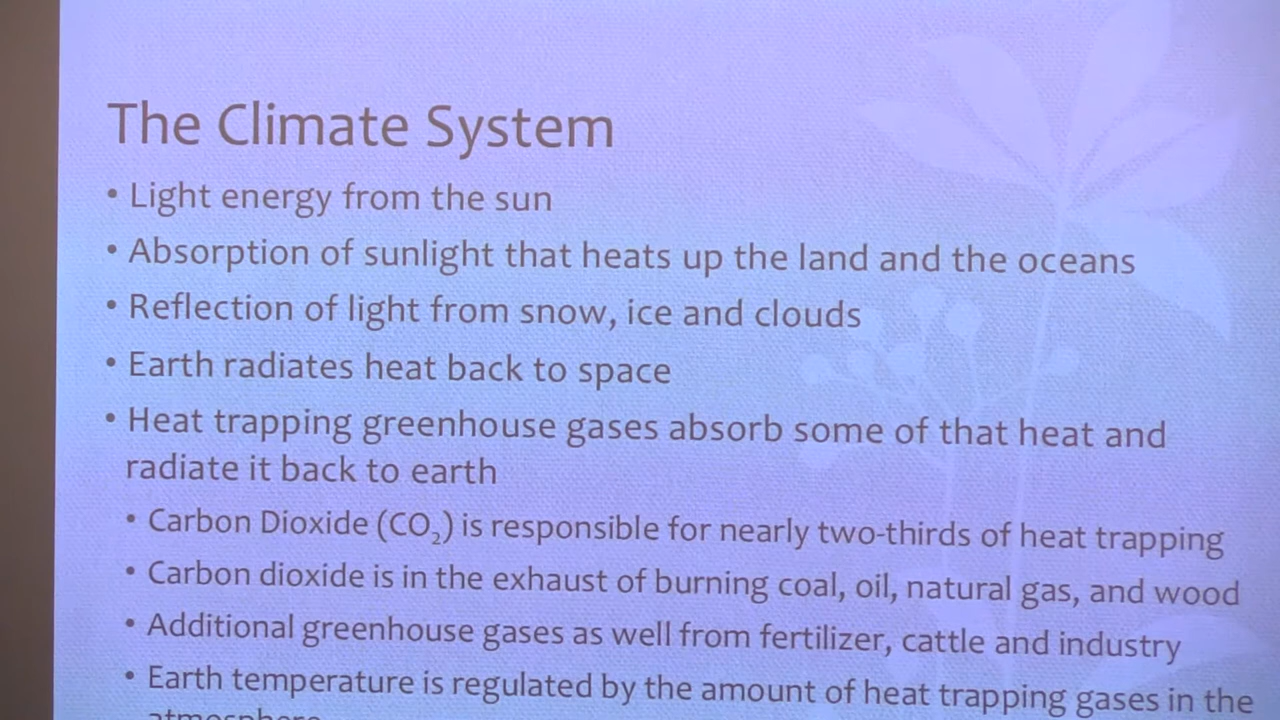 The Climate System
• Light energy from the sun
• Absorption of sunlight that heats up the land and the oceans
• Reflection of light from snow, ice and clouds
• Earth radiates heat back to space
• Heat trapping greenhouse gases absorb some of that heat and
radiate it back to earth
• Carbon Dioxide (CO₂) is responsible for nearly two-thirds of heat trapping
• Carbon dioxide is in the exhaust of burning coal, oil, natural gas, and wood
• Additional greenhouse gases as well from fertilizer, cattle and industry
• Earth temperature is regulated by the amount of heat trapping gases in the
atmosphere